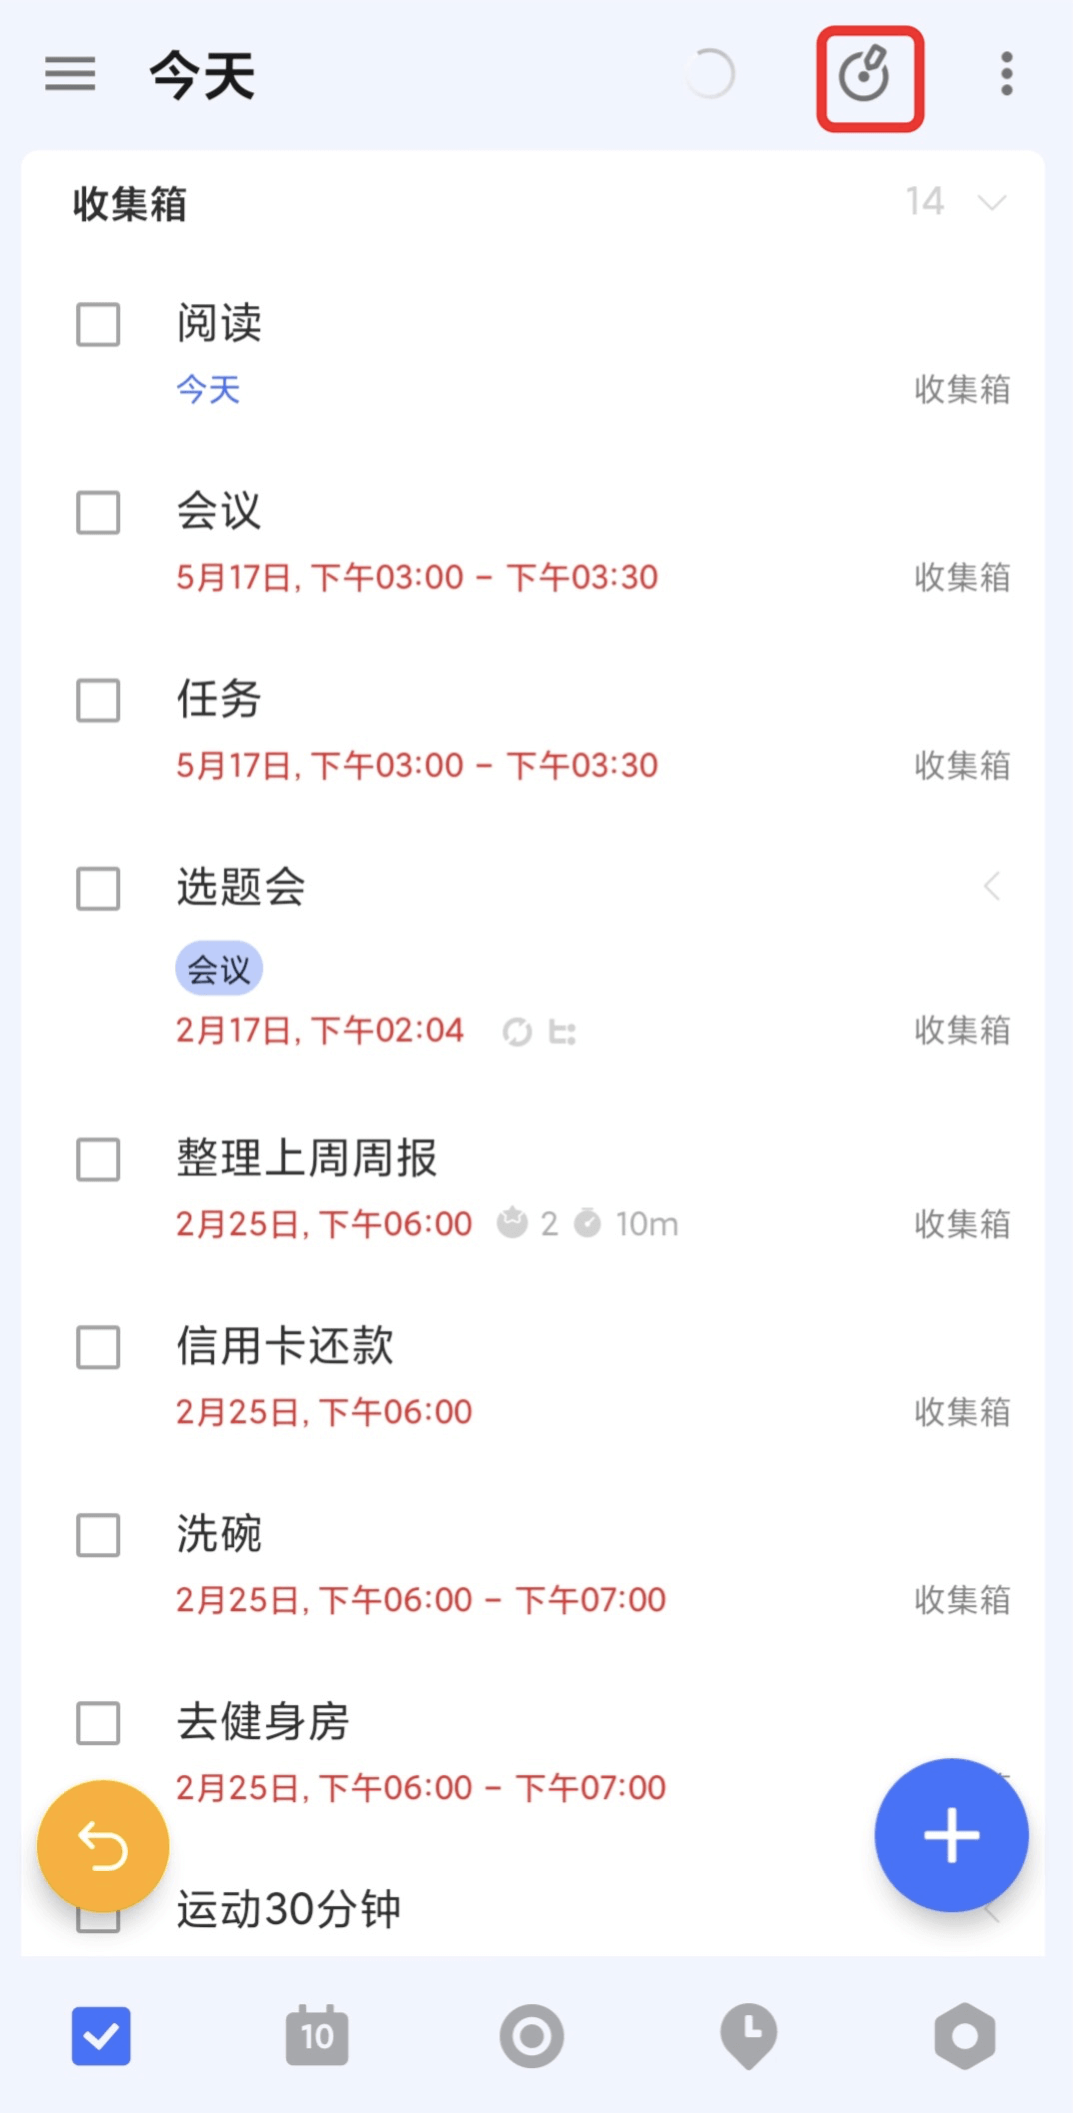 今天
收集箱 14
阅读
今天 收集箱
会议
5月17日, 下午03:00 - 下午03:30 收集箱
任务
5月17日, 下午03:00 - 下午03:30 收集箱
选题会
会议
2月17日, 下午02:04 收集箱
整理上周周报
2月25日, 下午06:00 2 10m 收集箱
信用卡还款
2月25日, 下午06:00 收集箱
洗碗
2月25日, 下午06:00 - 下午07:00 收集箱
去健身房
2月25日, 下午06:00 - 下午07:00
运动30分钟
10